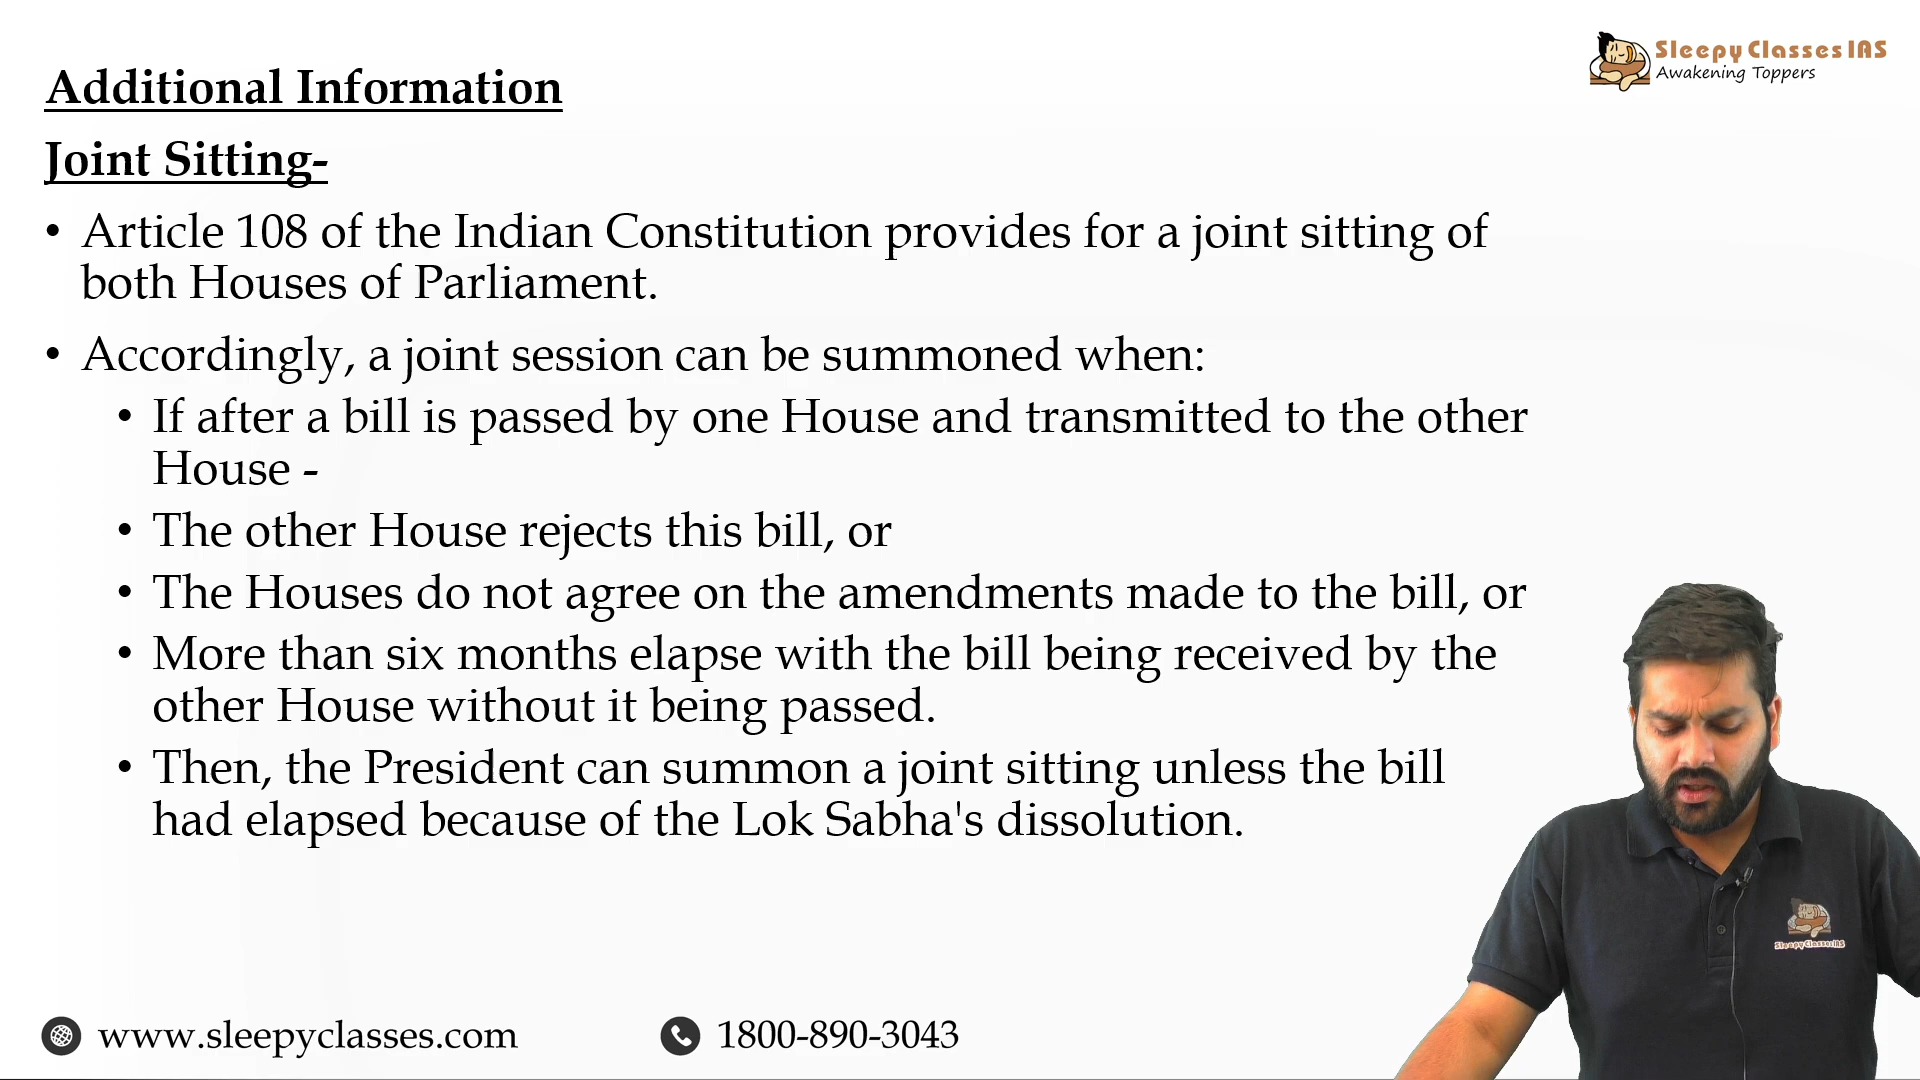 Sleepy Classes IAS
Awakening Toppers
Additional Information
Joint Sitting-
• Article 108 of the Indian Constitution provides for a joint sitting of
both Houses of Parliament.
• Accordingly, a joint session can be summoned when:
• If after a bill is passed by one House and transmitted to the other
House -
• The other House rejects this bill, or
• The Houses do not agree on the amendments made to the bill, or
• More than six months elapse with the bill being received by the
other House without it being passed.
• Then, the President can summon a joint sitting unless the bill
had elapsed because of the Lok Sabha's dissolution.
Sleepy Classes IAS
www.sleepyclasses.com
1800-890-3043